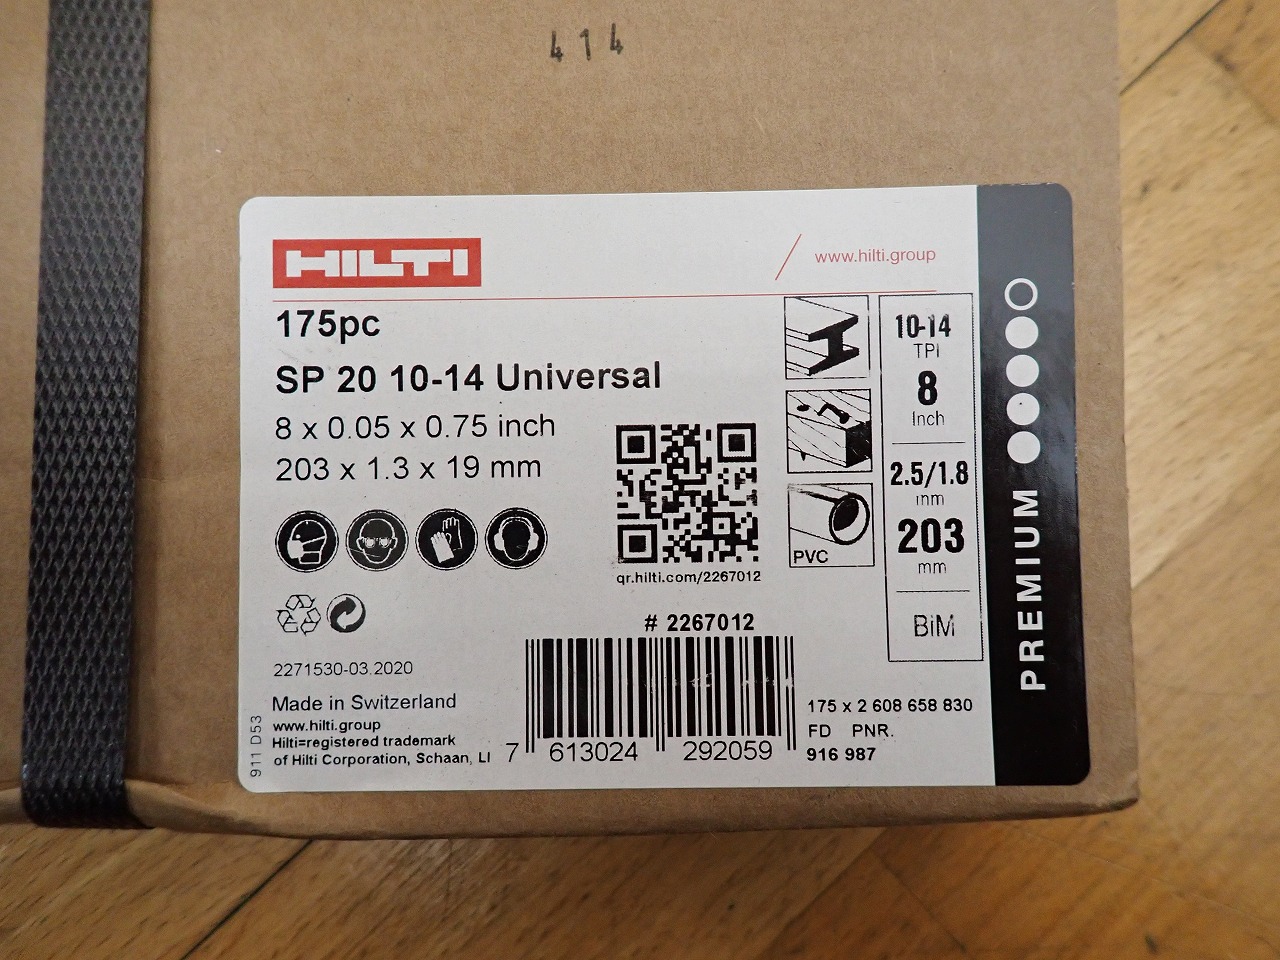 414
HILTI
www.hilti.group
175pc
SP 20 10-14 Universal
8 x 0.05 x 0.75 inch
203 x 1.3 x 19 mm
qr.hilti.com/2267012
PVC
10-14
TPI
8
Inch
2.5/1.8
mm
203
mm
BiM
PREMIUM
# 2267012
7 613024 292059
2271530-03.2020
Made in Switzerland
www.hilti.group
Hilti=registered trademark
of Hilti Corporation, Schaan, LI
911 D53
175 x 2 608 658 830
FD PNR.
916 987